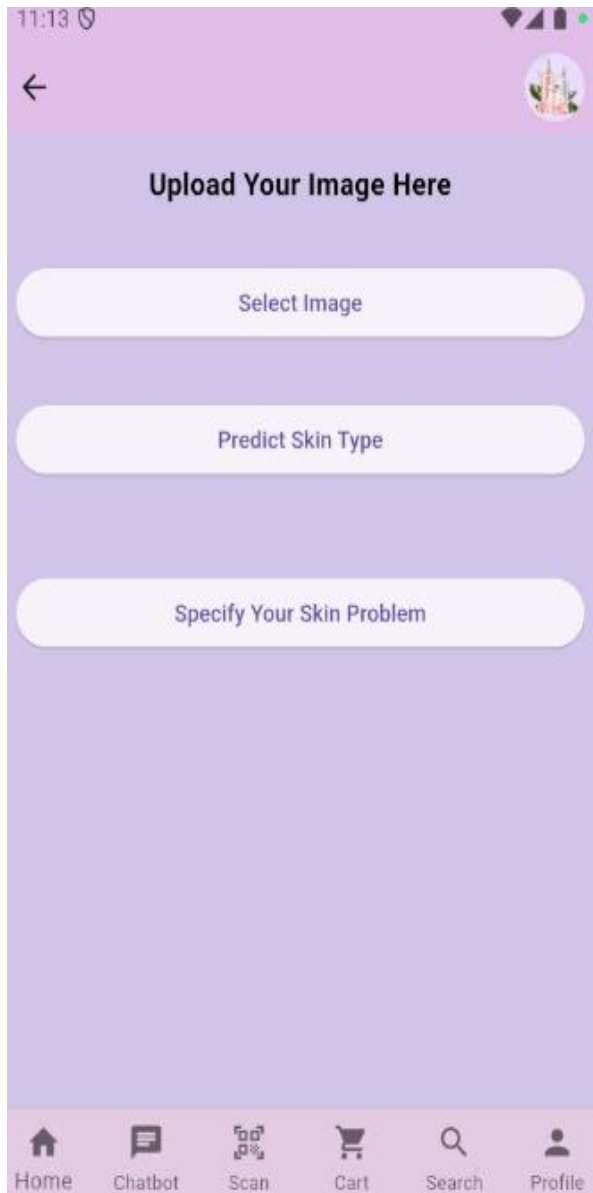 11:13
Upload Your Image Here
Select Image
Predict Skin Type
Specify Your Skin Problem
Home Chatbot Scan Cart Search Profile